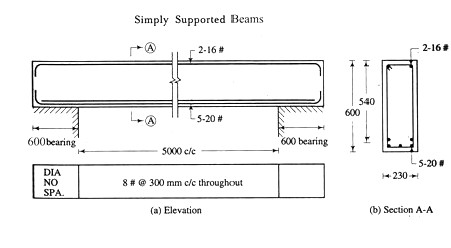 Simply Supported Beams
A
2-16 #
2-16 #
600
540
A
5-20 #
600 bearing
5000 c/c
600 bearing
5-20 #
230
DIA
NO
SPA.
8 # @ 300 mm c/c throughout
(a) Elevation
(b) Section A-A